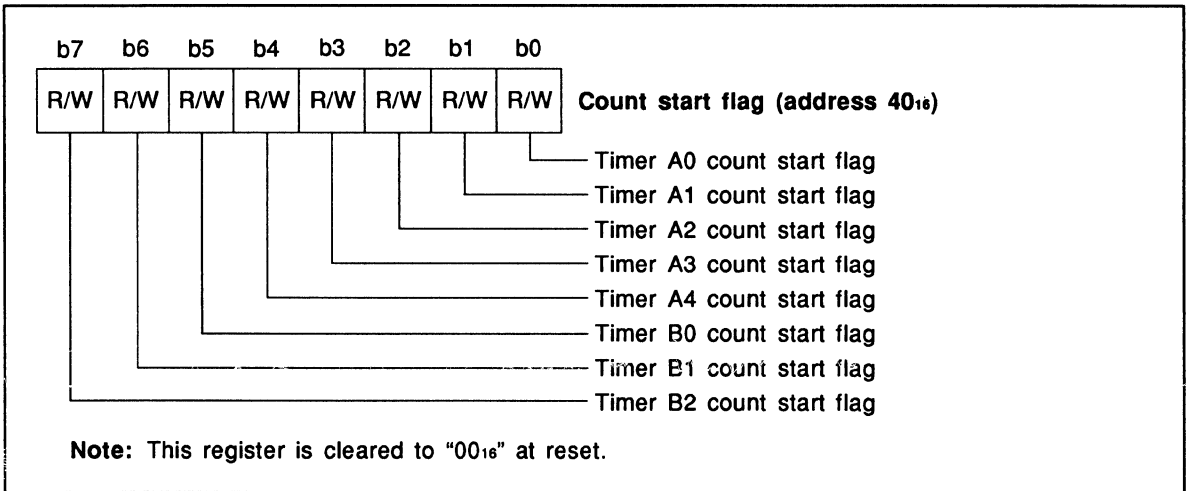 b7 b6 b5 b4 b3 b2 b1 b0
R/W R/W R/W R/W R/W R/W R/W R/W Count start flag (address 40₁₆)
Timer A0 count start flag
Timer A1 count start flag
Timer A2 count start flag
Timer A3 count start flag
Timer A4 count start flag
Timer B0 count start flag
Timer B1 count start flag
Timer B2 count start flag
Note: This register is cleared to “00₁₆” at reset.